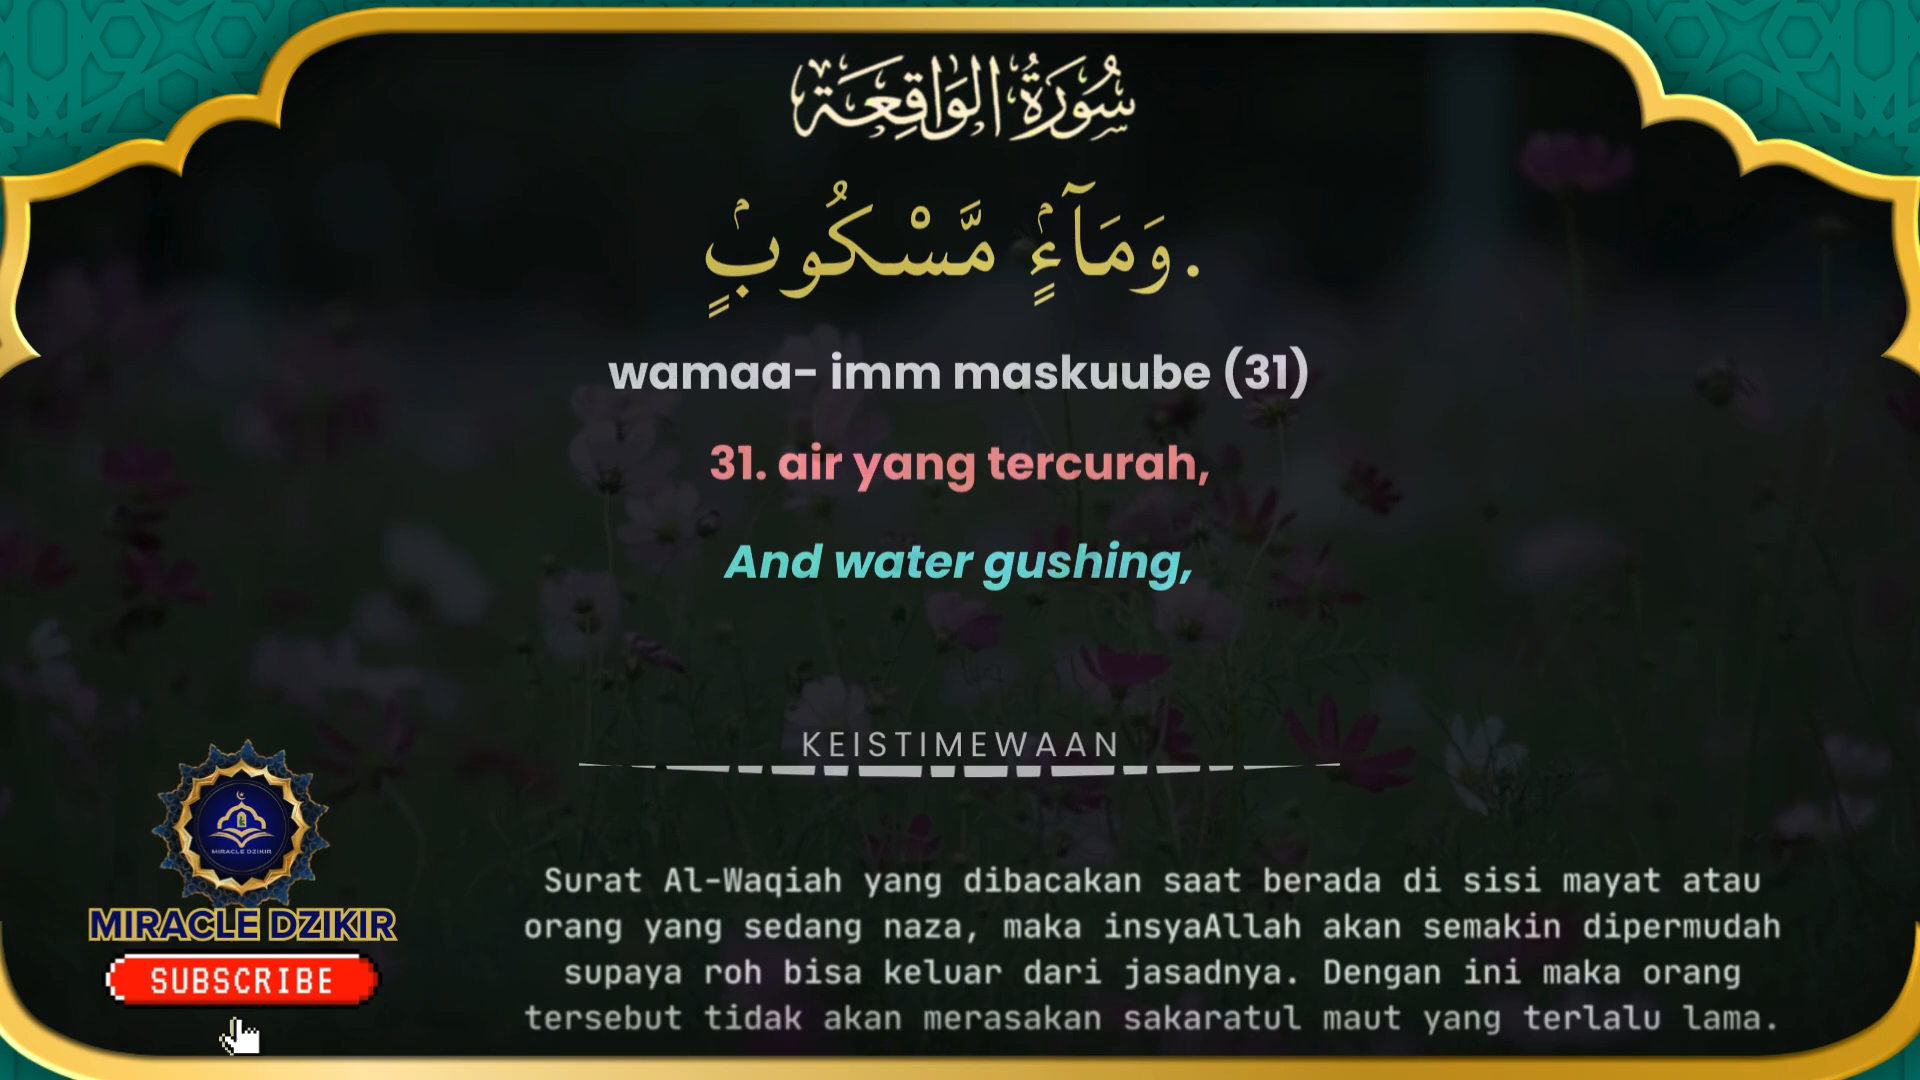 سُورَةُ الوَاقِعَة
وَمَآءٍۢ مَّسْكُوبٍۢ .
wamaa- imm maskuube (31)
31. air yang tercurah,
And water gushing,
KEISTIMEWAAN
Surat Al-Waqiah yang dibacakan saat berada di sisi mayat atau
orang yang sedang naza, maka insyaAllah akan semakin dipermudah
supaya roh bisa keluar dari jasadnya. Dengan ini maka orang
tersebut tidak akan merasakan sakaratul maut yang terlalu lama.
MIRACLE DZIKIR
MIRACLE DZIKIR
SUBSCRIBE